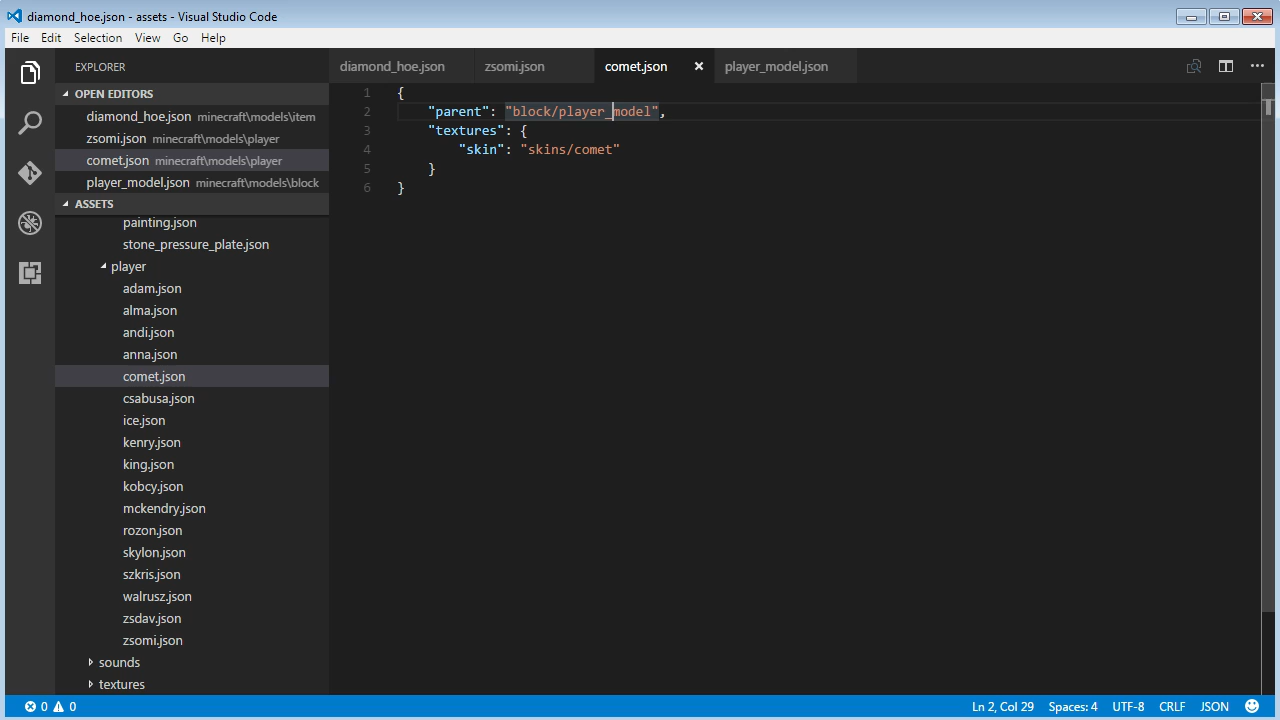 diamond_hoe.json - assets - Visual Studio Code
File Edit Selection View Go Help
EXPLORER
OPEN EDITORS
diamond_hoe.json minecraft\models\item
zsomi.json minecraft\models\player
comet.json minecraft\models\player
player_model.json minecraft\models\block
ASSETS
painting.json
stone_pressure_plate.json
player
adam.json
alma.json
andi.json
anna.json
comet.json
csabusa.json
ice.json
kenry.json
king.json
kobcy.json
mckendry.json
rozon.json
skylon.json
szkris.json
walrusz.json
zsdav.json
zsomi.json
sounds
textures
diamond_hoe.json zsomi.json comet.json player_model.json
1 {
2 "parent": "block/player_model",
3 "textures": {
4 "skin": "skins/comet"
5 }
6 }
0 0 Ln 2, Col 29 Spaces: 4 UTF-8 CRLF JSON